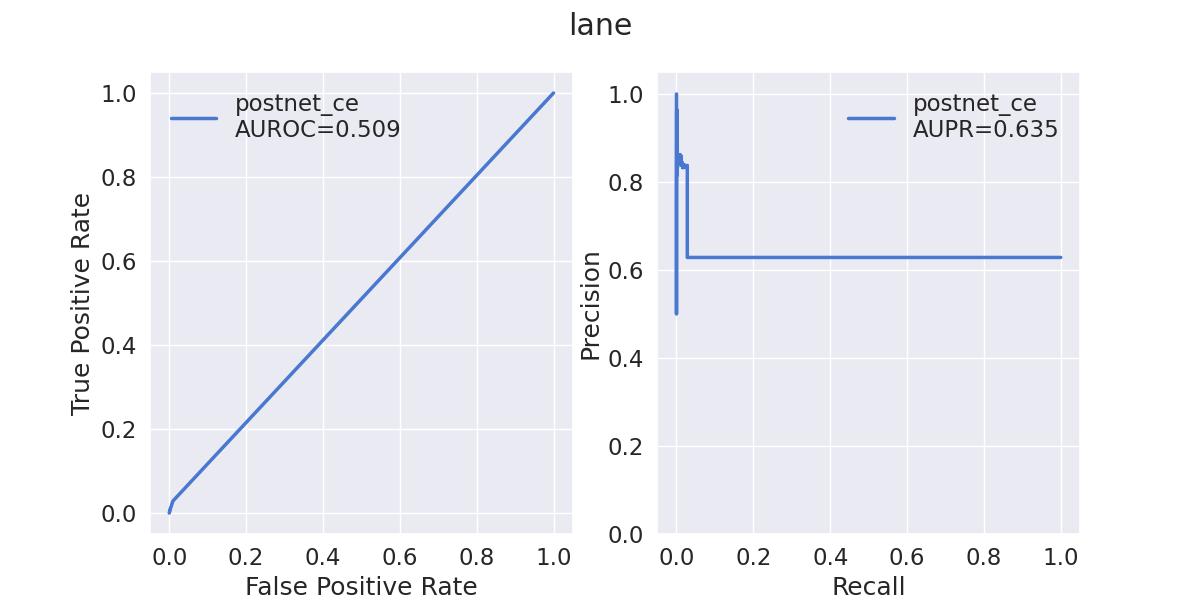 lane
postnet_ce
AUROC=0.509
True Positive Rate
1.0
0.8
0.6
0.4
0.2
0.0
0.0 0.2 0.4 0.6 0.8 1.0
False Positive Rate
postnet_ce
AUPR=0.635
Precision
1.0
0.8
0.6
0.4
0.2
0.0
0.0 0.2 0.4 0.6 0.8 1.0
Recall